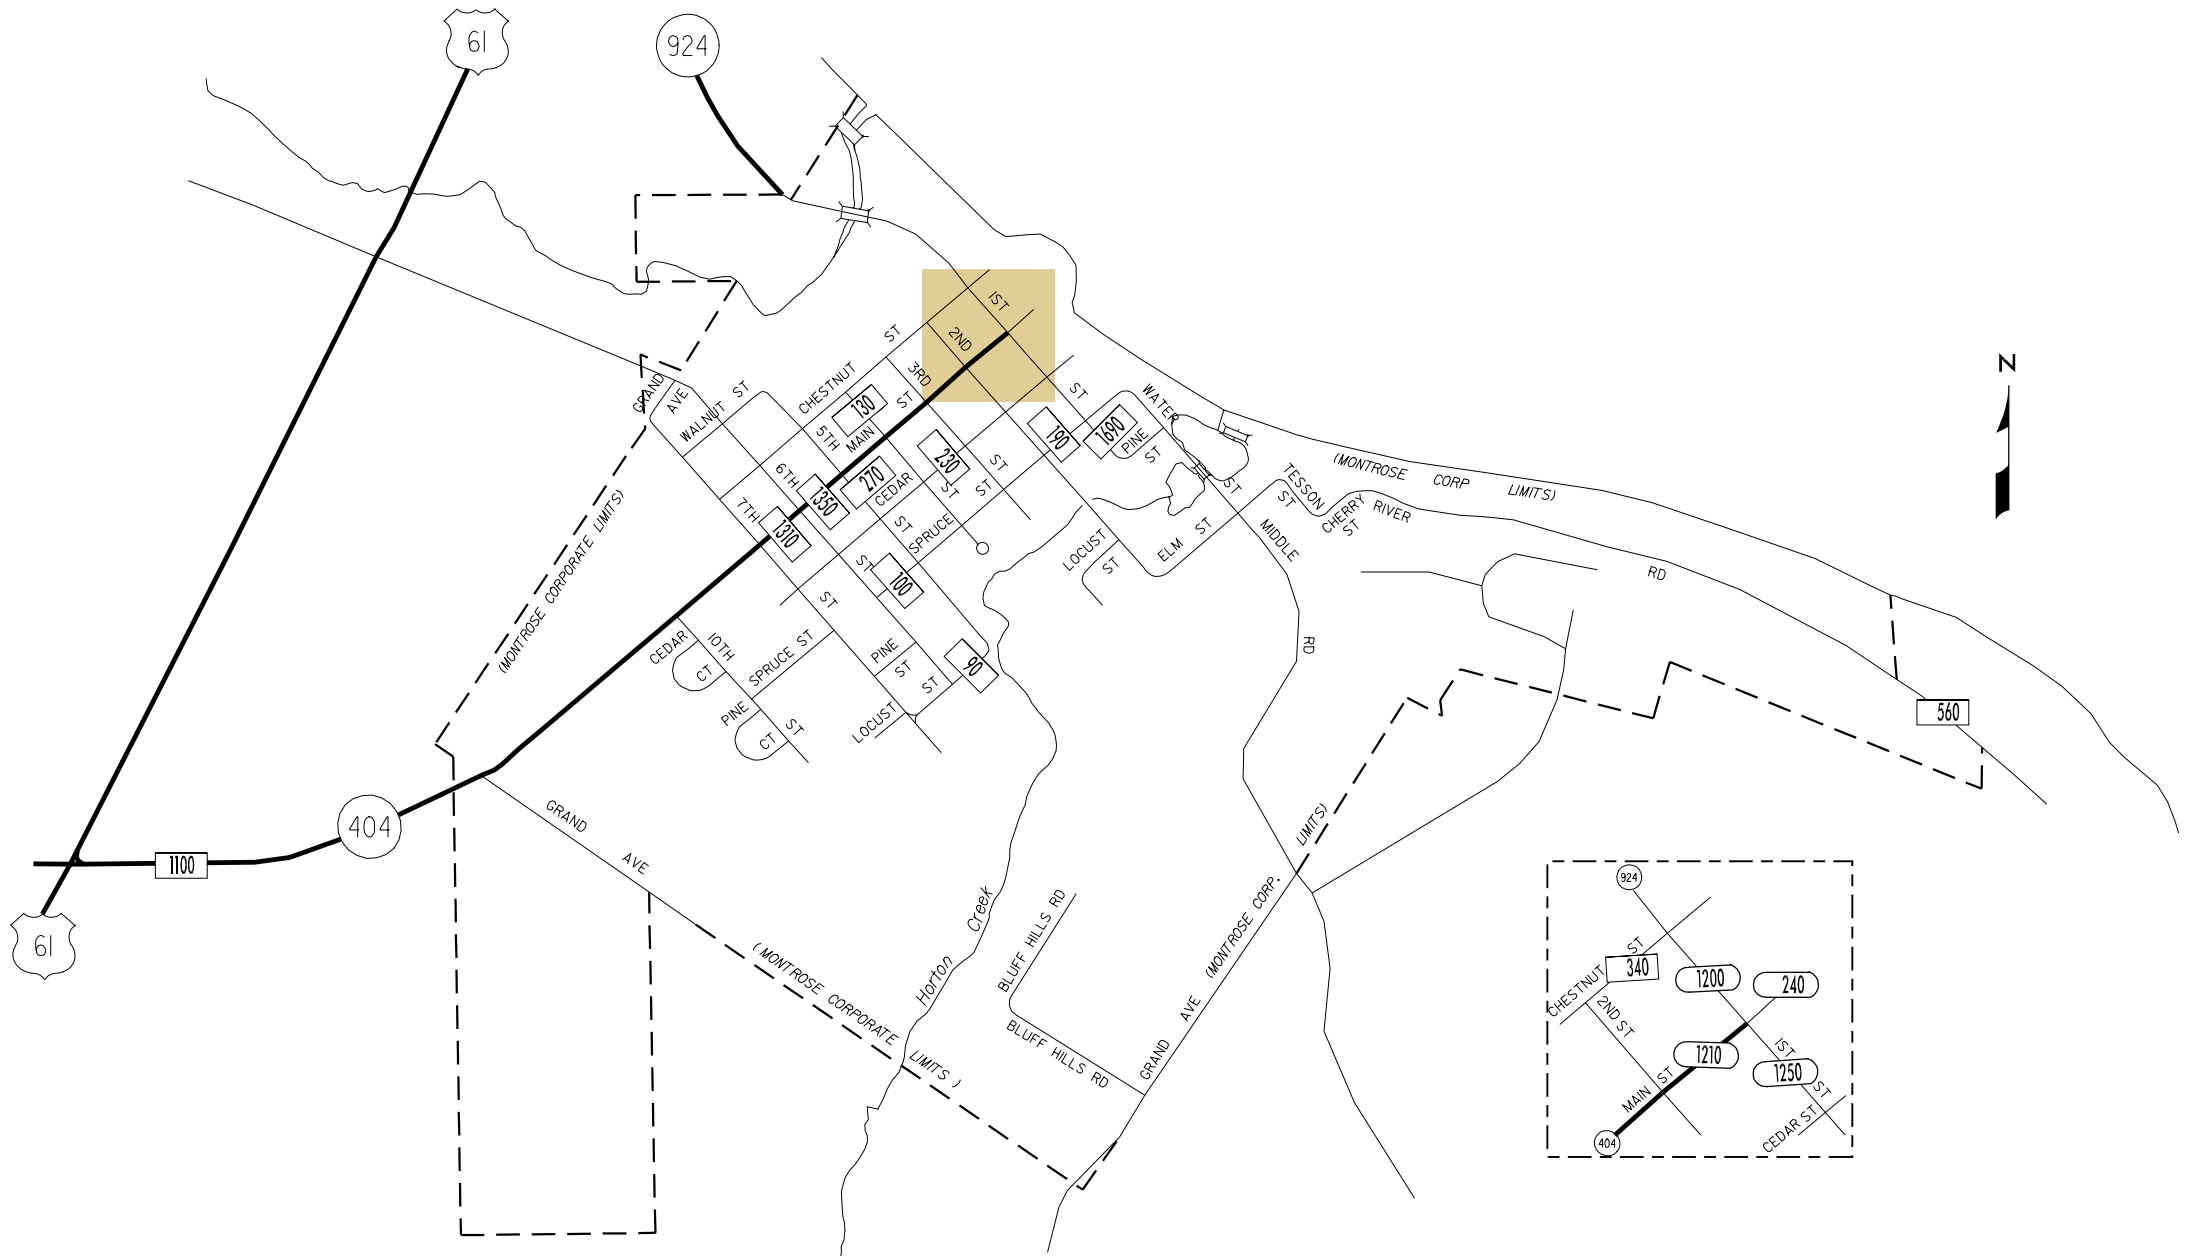 61
924
N
1ST
2ND
ST
3RD
CHESTNUT
ST
GRAND
AVE
WALNUT ST
130
ST
5TH
MAIN
WATER
ST
190
1690
PINE
ST
6TH
230
ST
ST
270
CEDAR
ST
1350
7TH
1310
ST
SPRUCE
ST
TESSON
ST
CHERRY
ST
RIVER
RD
(MONTROSE CORP LIMITS)
ELM ST
MIDDLE
RD
LOCUST
ST
100
ST
ST
(MONTROSE CORPORATE LIMITS)
CEDAR
CT
10TH
ST
SPRUCE ST
PINE
ST
ST
90
PINE
CT
LOCUST
560
404
1100
61
GRAND
AVE
(MONTROSE CORPORATE LIMITS)
Horton Creek
BLUFF HILLS RD
BLUFF HILLS RD
GRAND AVE (MONTROSE CORP. LIMITS)
924
CHESTNUT ST
340
1200
240
2ND ST
1ST
ST
1210
1250
MAIN ST
CEDAR ST
404